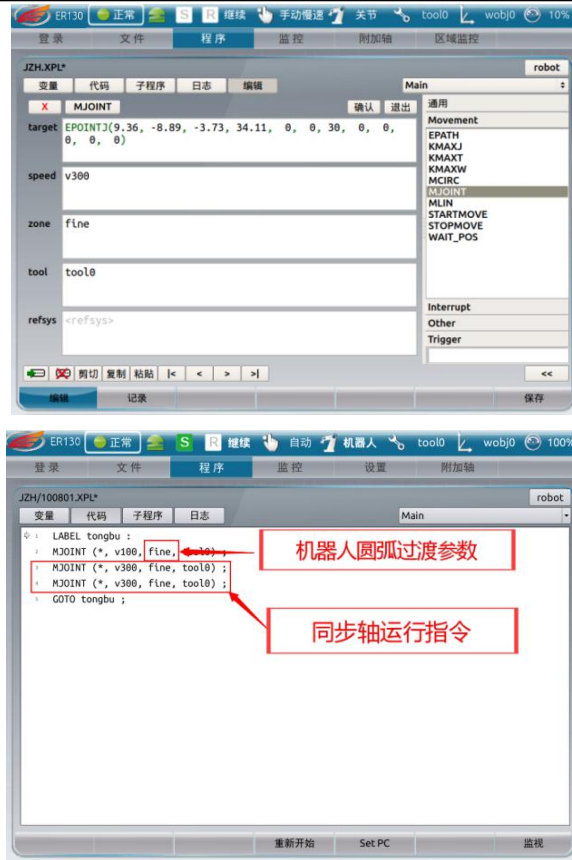 ER130 正常 S R 继续 手动慢速 关节 tool0 wobj0 10%
登录 文件 程序 监控 附加轴 区域监控
JZH.XPL* robot
变量 代码 子程序 日志 编辑 Main
X MJOINT 确认 退出 通用
Movement
target EPOINTJ(9.36, -8.89, -3.73, 34.11, 0, 0, 30, 0, 0,
0, 0, 0, 0)
EPATH
KMAXJ
KMAXT
KMAXW
MCIRC
MJOINT
MLIN
STARTMOVE
STOPMOVE
WAIT_POS
speed v300
zone fine
tool tool0
refsys <refsys>
Interrupt
Other
Trigger
剪切 复制 粘贴 |< < > >| <<
编辑 记录 保存
ER130 正常 S R 继续 自动 机器人 tool0 wobj0 100%
登录 文件 程序 监控 设置 附加轴
JZH/100801.XPL* robot
变量 代码 子程序 日志 Main
1 LABEL tongbu :
2 MJOINT (*, v100, fine, tool0) ;
机器人圆弧过渡参数
3 MJOINT (*, v300, fine, tool0) ;
4 MJOINT (*, v300, fine, tool0) ;
5 GOTO tongbu ;
同步轴运行指令
重新开始 Set PC 监视